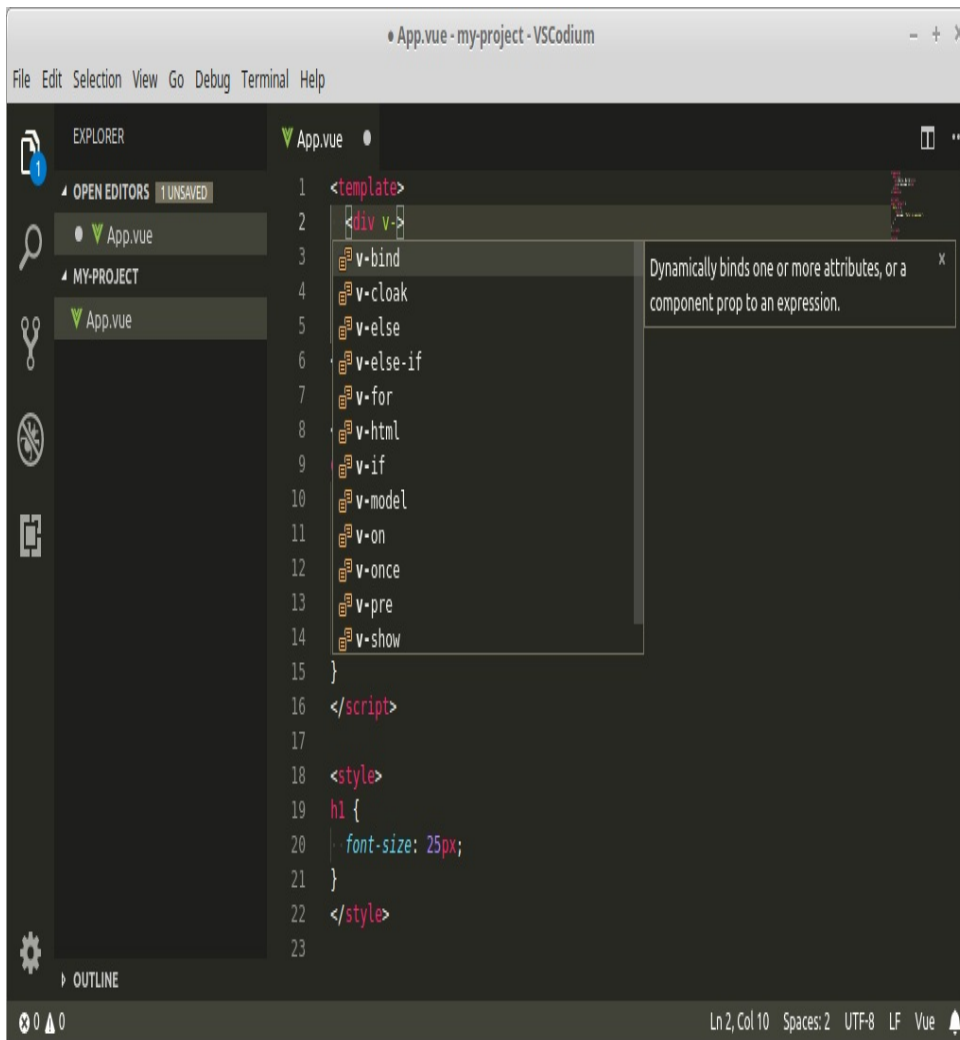 ● App.vue - my-project - VSCodium
File Edit Selection View Go Debug Terminal Help
EXPLORER
OPEN EDITORS 1 UNSAVED
App.vue
MY-PROJECT
App.vue
OUTLINE
1
App.vue
1 <template>
2 <div v->
3 v-bind
4 v-cloak
5 v-else
6 v-else-if
7 v-for
8 v-html
9 v-if
10 v-model
11 v-on
12 v-once
13 v-pre
14 v-show
Dynamically binds one or more attributes, or a
component prop to an expression.
15 }
16 </script>
17
18 <style>
19 h1 {
20 font-size: 25px;
21 }
22 </style>
23
0 0 Ln 2, Col 10 Spaces: 2 UTF-8 LF Vue